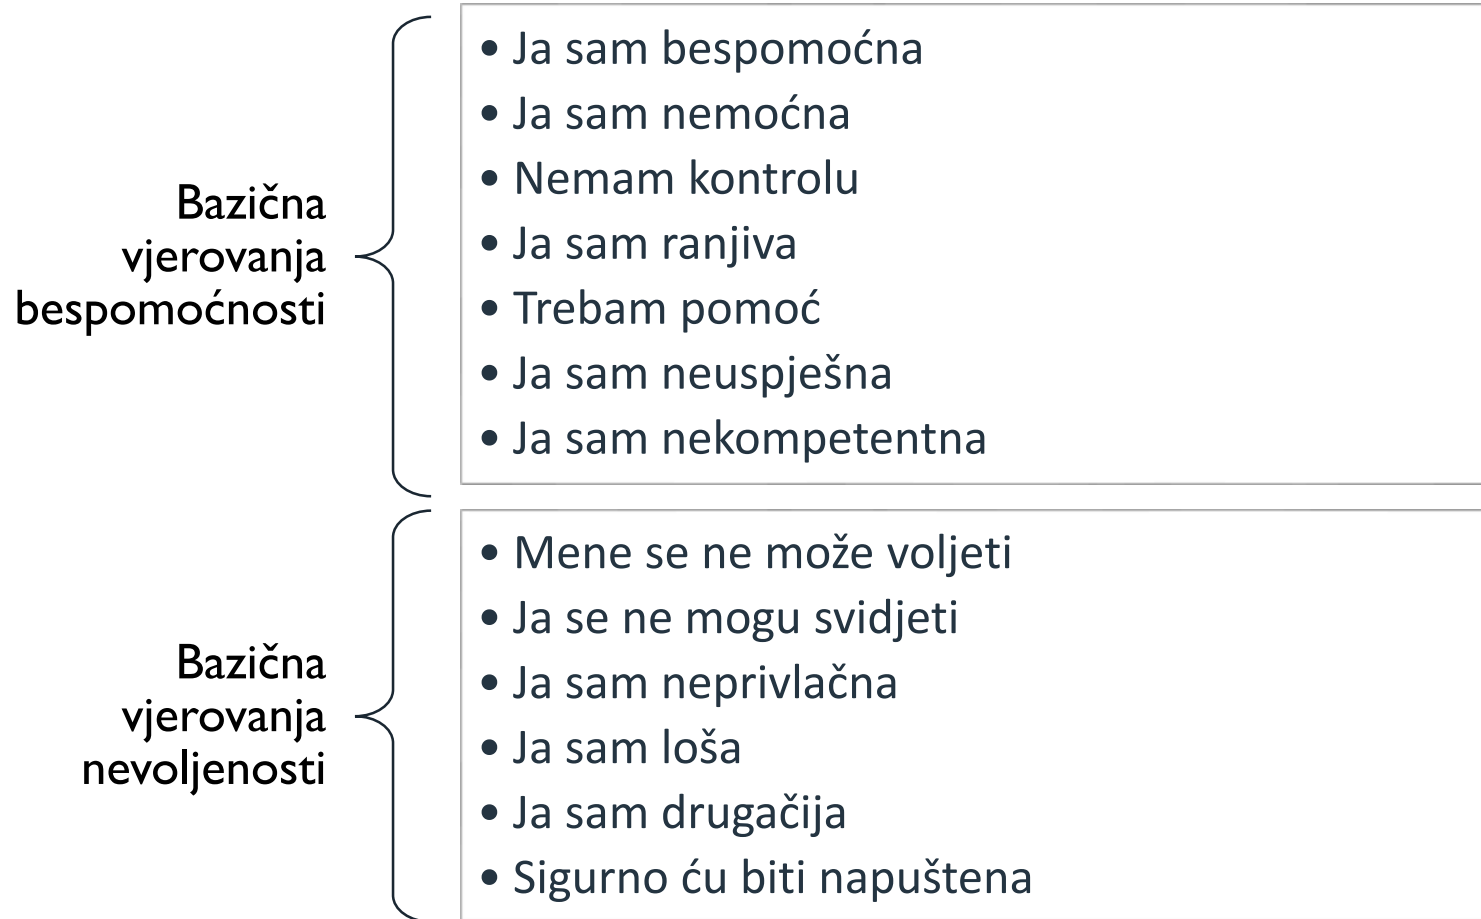 Bazična
vjerovanja
bespomoćnosti
• Ja sam bespomoćna
• Ja sam nemoćna
• Nemam kontrolu
• Ja sam ranjiva
• Trebam pomoć
• Ja sam neuspješna
• Ja sam nekompetentna
Bazična
vjerovanja
nevoljenosti
• Mene se ne može voljeti
• Ja se ne mogu svidjeti
• Ja sam neprivlačna
• Ja sam loša
• Ja sam drugačija
• Sigurno ću biti napuštena